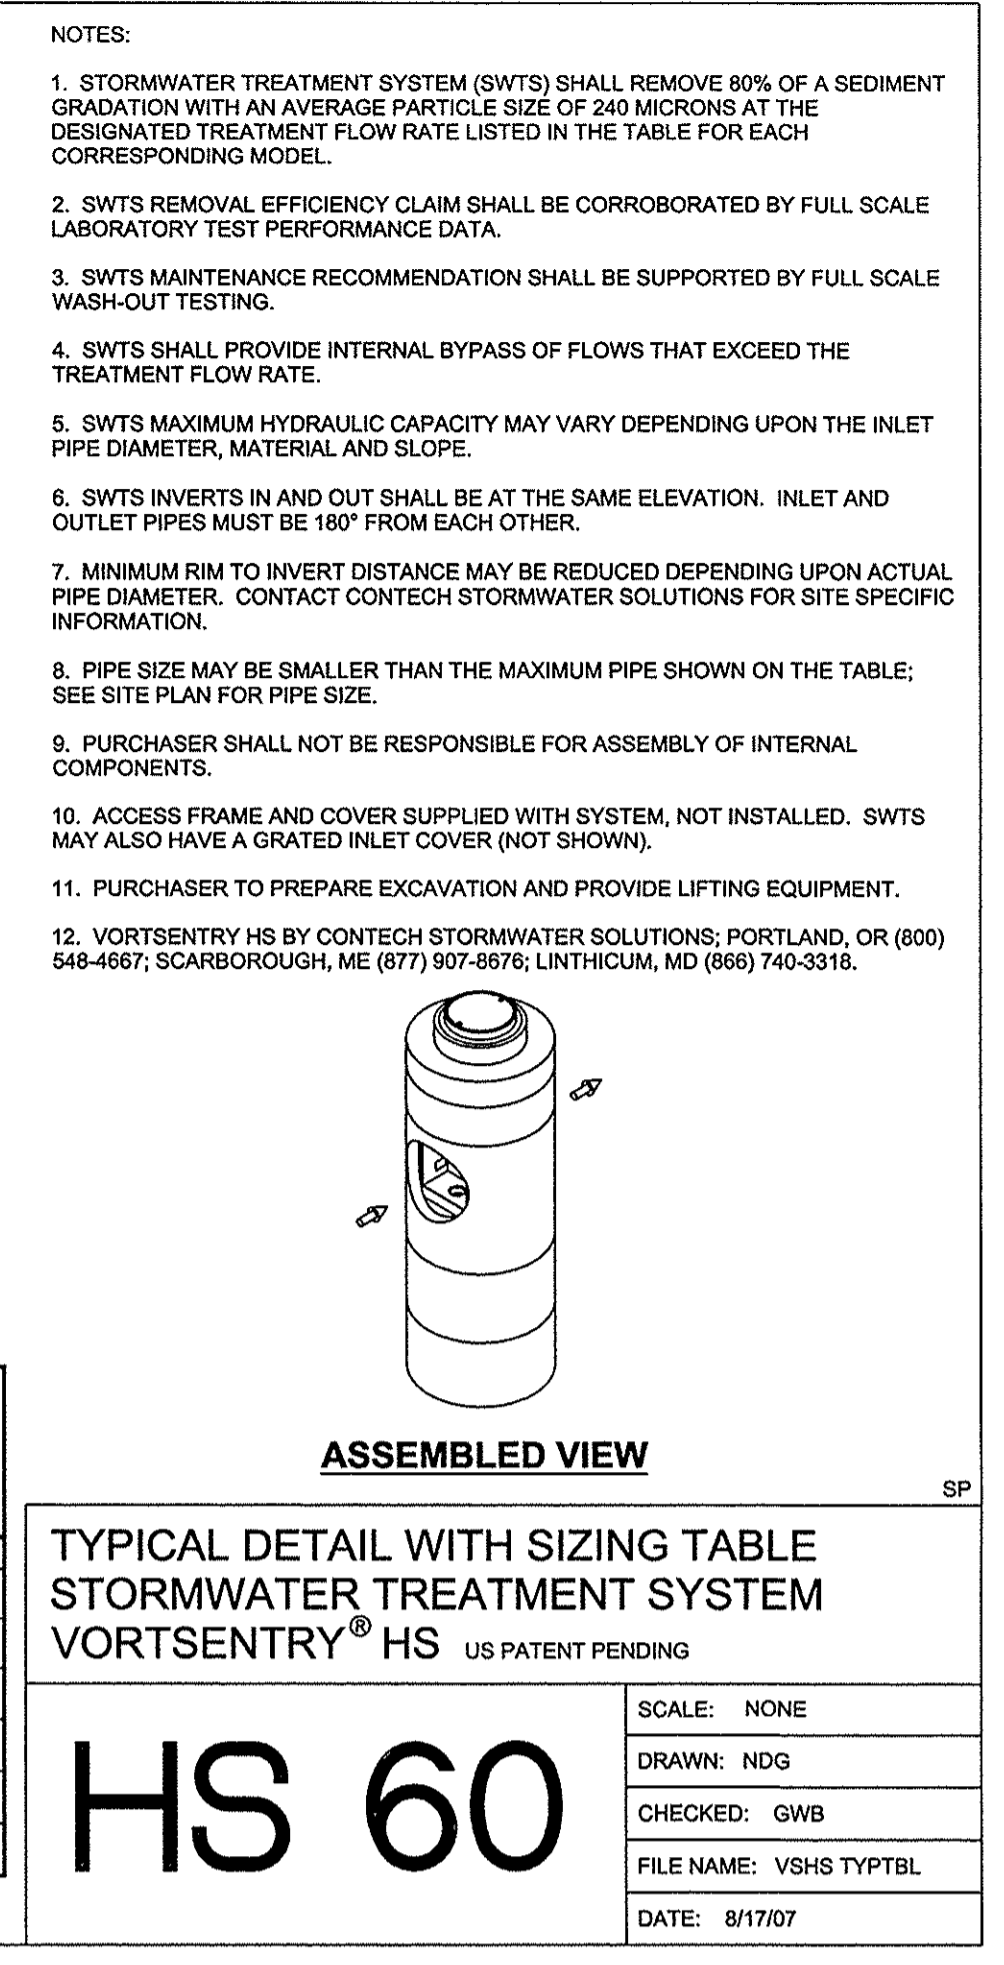 NOTES:
1. STORMWATER TREATMENT SYSTEM (SWTS) SHALL REMOVE 80% OF A SEDIMENT
GRADATION WITH AN AVERAGE PARTICLE SIZE OF 240 MICRONS AT THE
DESIGNATED TREATMENT FLOW RATE LISTED IN THE TABLE FOR EACH
CORRESPONDING MODEL.
2. SWTS REMOVAL EFFICIENCY CLAIM SHALL BE CORROBORATED BY FULL SCALE
LABORATORY TEST PERFORMANCE DATA.
3. SWTS MAINTENANCE RECOMMENDATION SHALL BE SUPPORTED BY FULL SCALE
WASH-OUT TESTING.
4. SWTS SHALL PROVIDE INTERNAL BYPASS OF FLOWS THAT EXCEED THE
TREATMENT FLOW RATE.
5. SWTS MAXIMUM HYDRAULIC CAPACITY MAY VARY DEPENDING UPON THE INLET
PIPE DIAMETER, MATERIAL AND SLOPE.
6. SWTS INVERTS IN AND OUT SHALL BE AT THE SAME ELEVATION. INLET AND
OUTLET PIPES MUST BE 180° FROM EACH OTHER.
7. MINIMUM RIM TO INVERT DISTANCE MAY BE REDUCED DEPENDING UPON ACTUAL
PIPE DIAMETER. CONTACT CONTECH STORMWATER SOLUTIONS FOR SITE SPECIFIC
INFORMATION.
8. PIPE SIZE MAY BE SMALLER THAN THE MAXIMUM PIPE SHOWN ON THE TABLE;
SEE SITE PLAN FOR PIPE SIZE.
9. PURCHASER SHALL NOT BE RESPONSIBLE FOR ASSEMBLY OF INTERNAL
COMPONENTS.
10. ACCESS FRAME AND COVER SUPPLIED WITH SYSTEM, NOT INSTALLED. SWTS
MAY ALSO HAVE A GRATED INLET COVER (NOT SHOWN).
11. PURCHASER TO PREPARE EXCAVATION AND PROVIDE LIFTING EQUIPMENT.
12. VORTSENTRY HS BY CONTECH STORMWATER SOLUTIONS; PORTLAND, OR (800)
548-4667; SCARBOROUGH, ME (877) 907-8676; LINTHICUM, MD (866) 740-3318.
ASSEMBLED VIEW
SP
TYPICAL DETAIL WITH SIZING TABLE
STORMWATER TREATMENT SYSTEM
VORTSENTRY® HS US PATENT PENDING
HS 60
SCALE: NONE
DRAWN: NDG
CHECKED: GWB
FILE NAME: VSHS TYPTBL
DATE: 8/17/07